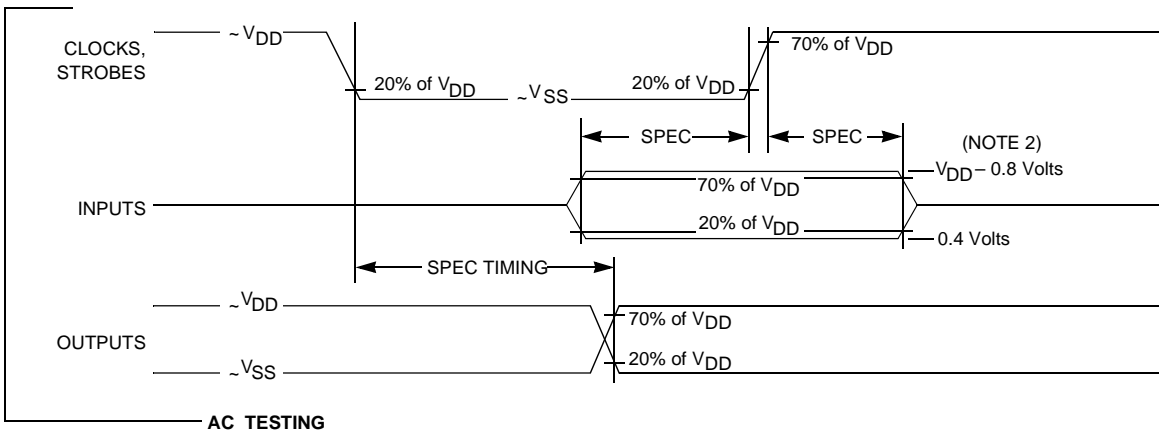 ~ VDD
CLOCKS,
STROBES
70% of VDD
20% of VDD
~ VSS
20% of VDD
SPEC
SPEC
(NOTE 2)
VDD – 0.8 Volts
70% of VDD
INPUTS
20% of VDD
0.4 Volts
SPEC TIMING
~ VDD
70% of VDD
OUTPUTS
20% of VDD
~ VSS
AC TESTING